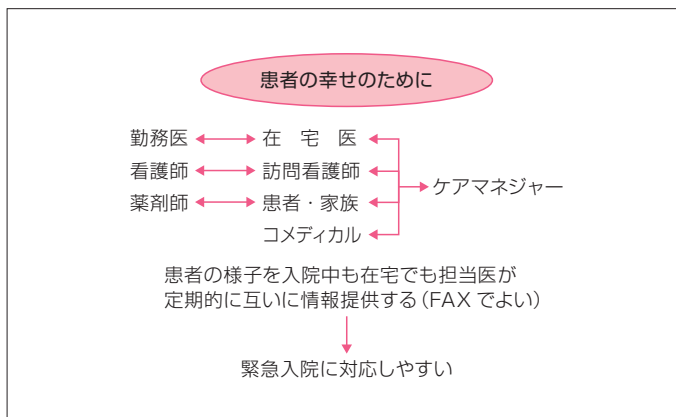 患者の幸せのために
勤務医 在宅医
看護師 訪問看護師
ケアマネジャー
薬剤師 患者・家族
コメディカル
患者の様子を入院中も在宅でも担当医が
定期的に互いに情報提供する（FAX でよい）
緊急入院に対応しやすい